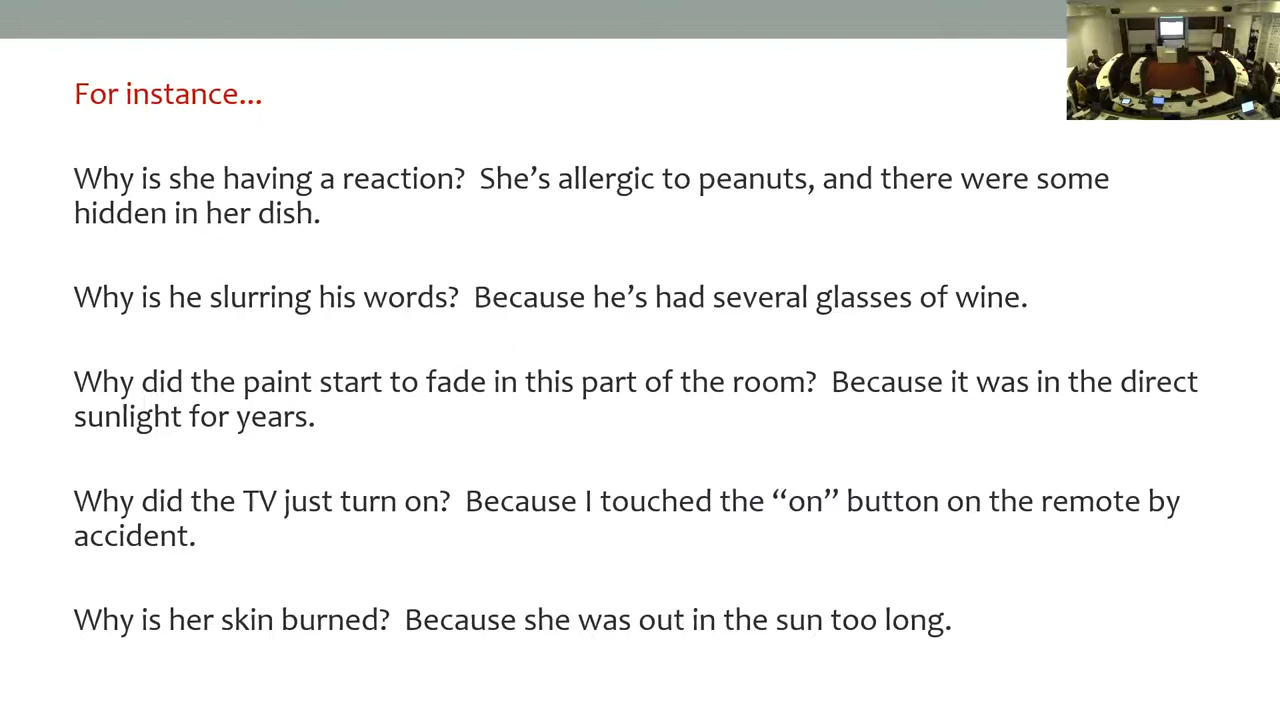 For instance...
Why is she having a reaction?  She's allergic to peanuts, and there were some
hidden in her dish.
Why is he slurring his words?  Because he's had several glasses of wine.
Why did the paint start to fade in this part of the room?  Because it was in the direct
sunlight for years.
Why did the TV just turn on?  Because I touched the “on” button on the remote by
accident.
Why is her skin burned?  Because she was out in the sun too long.